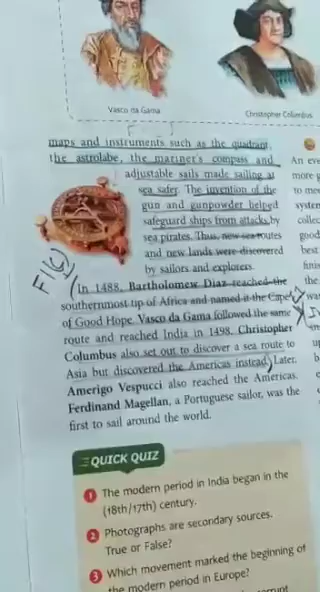 Vasco da Gama
Christopher Columbus
maps and instruments such as the quadrant,
the astrolabe, the mariner's compass and
adjustable sails made sailing at
sea safer. The invention of the
gun and gunpowder helped
safeguard ships from attacks by
sea pirates. Thus, new sea routes
and new lands were discovered
by sailors and explorers.
In 1488, Bartholomew Diaz reached the
southernmost tip of Africa and named it the Cape
of Good Hope. Vasco da Gama followed the same
route and reached India in 1498. Christopher
Columbus also set out to discover a sea route to
Asia but discovered the Americas instead. Later,
Amerigo Vespucci also reached the Americas.
Ferdinand Magellan, a Portuguese sailor, was the
first to sail around the world.
QUICK QUIZ
1 The modern period in India began in the
(18th/17th) century.
2 Photographs are secondary sources.
True or False?
3 Which movement marked the beginning of
the modern period in Europe?
An
more
to
best
the